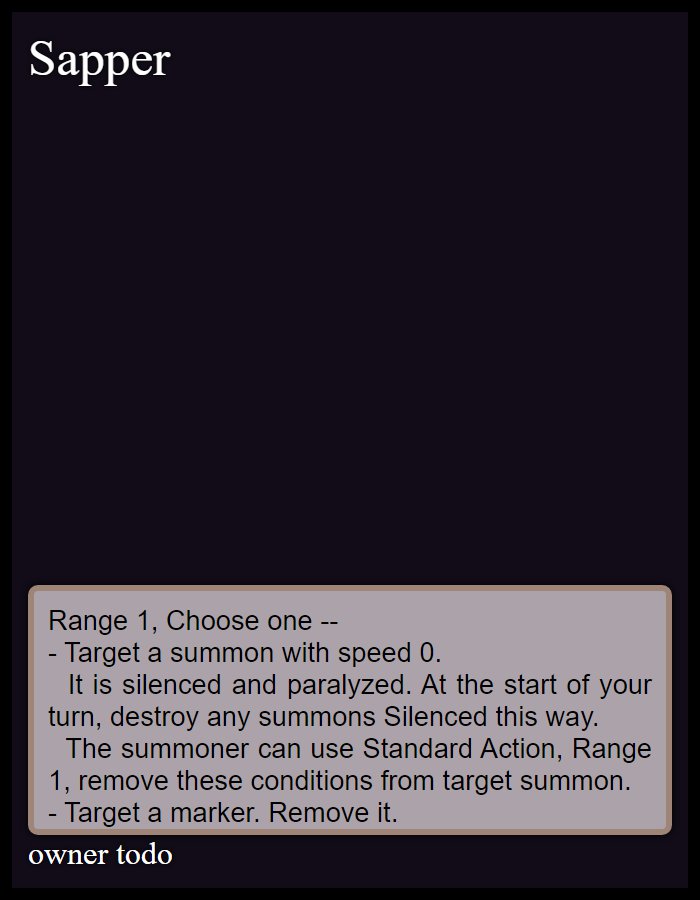 Sapper
Range 1, Choose one --
- Target a summon with speed 0.
It is silenced and paralyzed. At the start of your
turn, destroy any summons Silenced this way.
The summoner can use Standard Action, Range
1, remove these conditions from target summon.
- Target a marker. Remove it.
owner todo